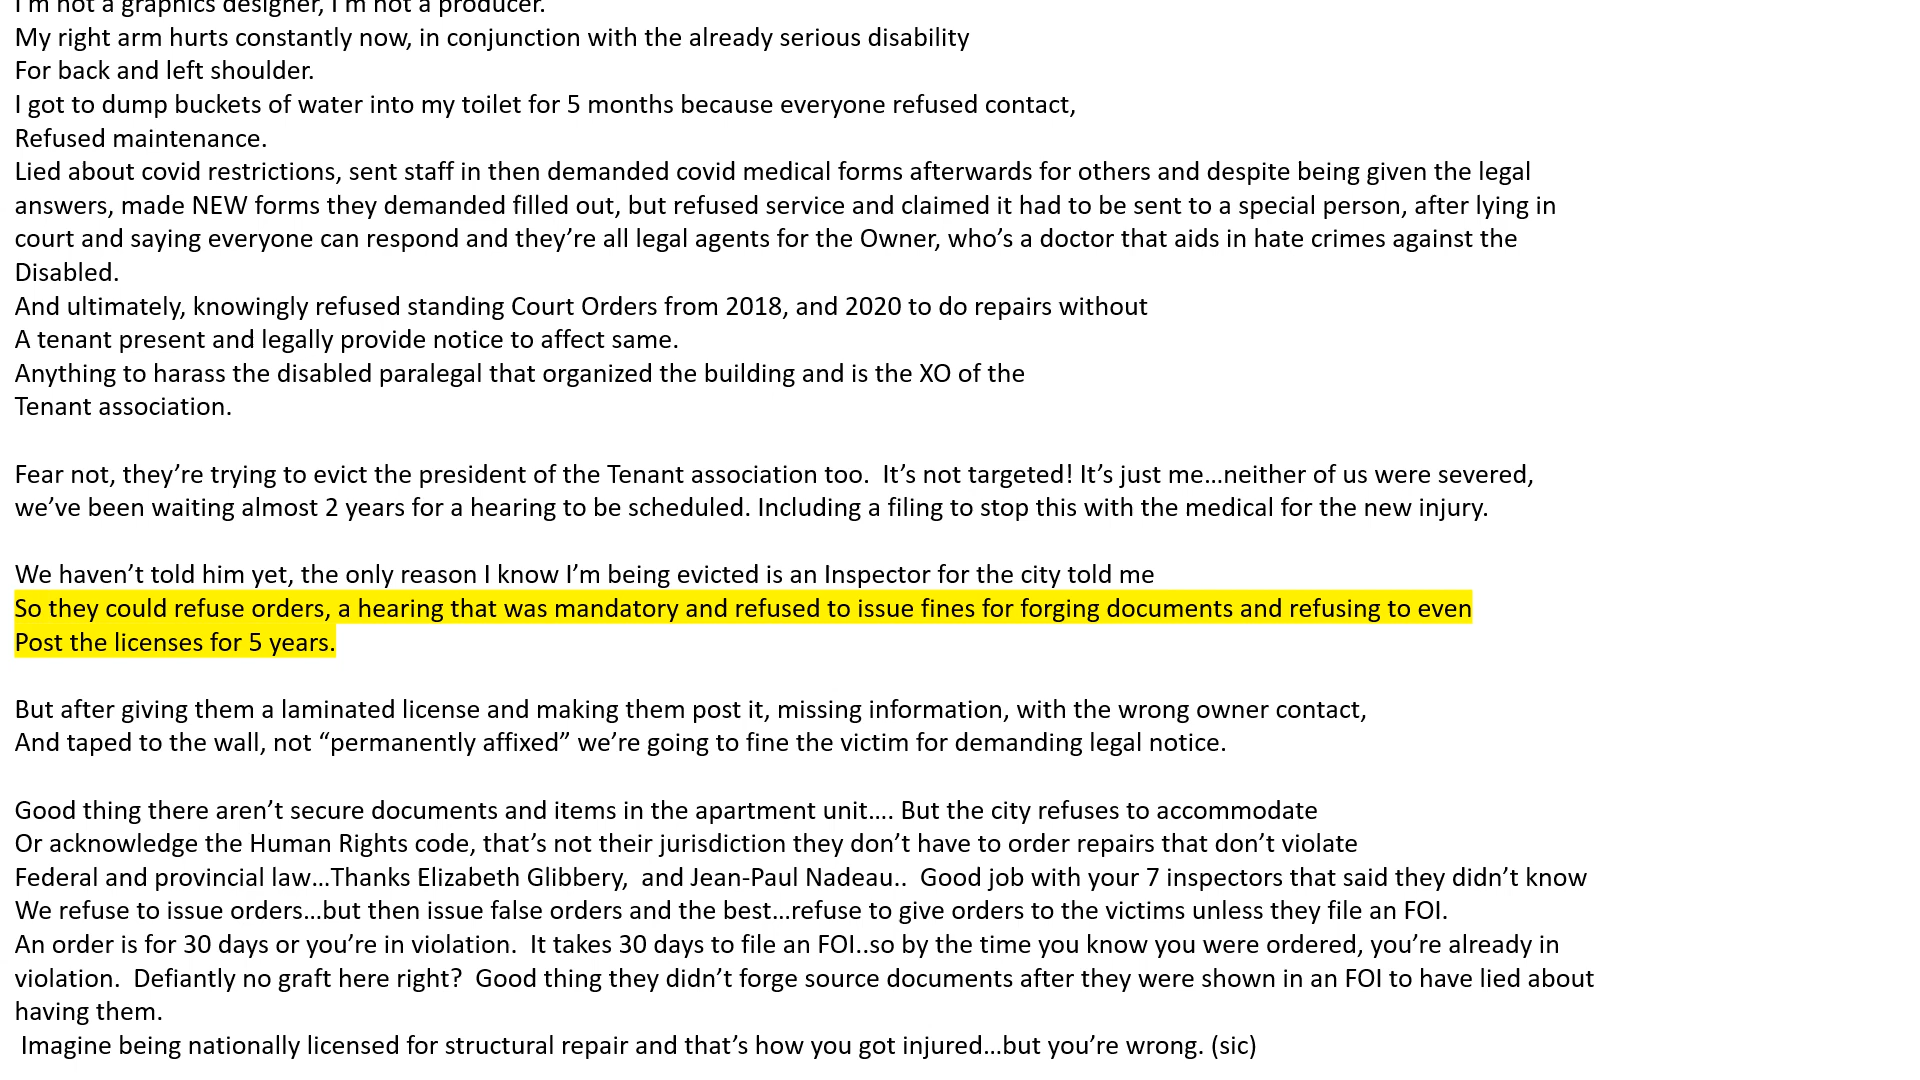 I'm not a graphics designer, I'm not a producer.
My right arm hurts constantly now, in conjunction with the already serious disability
For back and left shoulder.
I got to dump buckets of water into my toilet for 5 months because everyone refused contact,
Refused maintenance.
Lied about covid restrictions, sent staff in then demanded covid medical forms afterwards for others and despite being given the legal
answers, made NEW forms they demanded filled out, but refused service and claimed it had to be sent to a special person, after lying in
court and saying everyone can respond and they're all legal agents for the Owner, who's a doctor that aids in hate crimes against the
Disabled.
And ultimately, knowingly refused standing Court Orders from 2018, and 2020 to do repairs without
A tenant present and legally provide notice to affect same.
Anything to harass the disabled paralegal that organized the building and is the XO of the
Tenant association.
Fear not, they're trying to evict the president of the Tenant association too.  It's not targeted! It's just me…neither of us were severed,
we've been waiting almost 2 years for a hearing to be scheduled. Including a filing to stop this with the medical for the new injury.
We haven't told him yet, the only reason I know I'm being evicted is an Inspector for the city told me
So they could refuse orders, a hearing that was mandatory and refused to issue fines for forging documents and refusing to even
Post the licenses for 5 years.
But after giving them a laminated license and making them post it, missing information, with the wrong owner contact,
And taped to the wall, not “permanently affixed” we're going to fine the victim for demanding legal notice.
Good thing there aren't secure documents and items in the apartment unit…. But the city refuses to accommodate
Or acknowledge the Human Rights code, that's not their jurisdiction they don't have to order repairs that don't violate
Federal and provincial law…Thanks Elizabeth Glibbery,  and Jean-Paul Nadeau..  Good job with your 7 inspectors that said they didn't know
We refuse to issue orders…but then issue false orders and the best…refuse to give orders to the victims unless they file an FOI.
An order is for 30 days or you're in violation.  It takes 30 days to file an FOI..so by the time you know you were ordered, you're already in
violation.  Defiantly no graft here right?  Good thing they didn't forge source documents after they were shown in an FOI to have lied about
having them.
Imagine being nationally licensed for structural repair and that's how you got injured…but you're wrong. (sic)